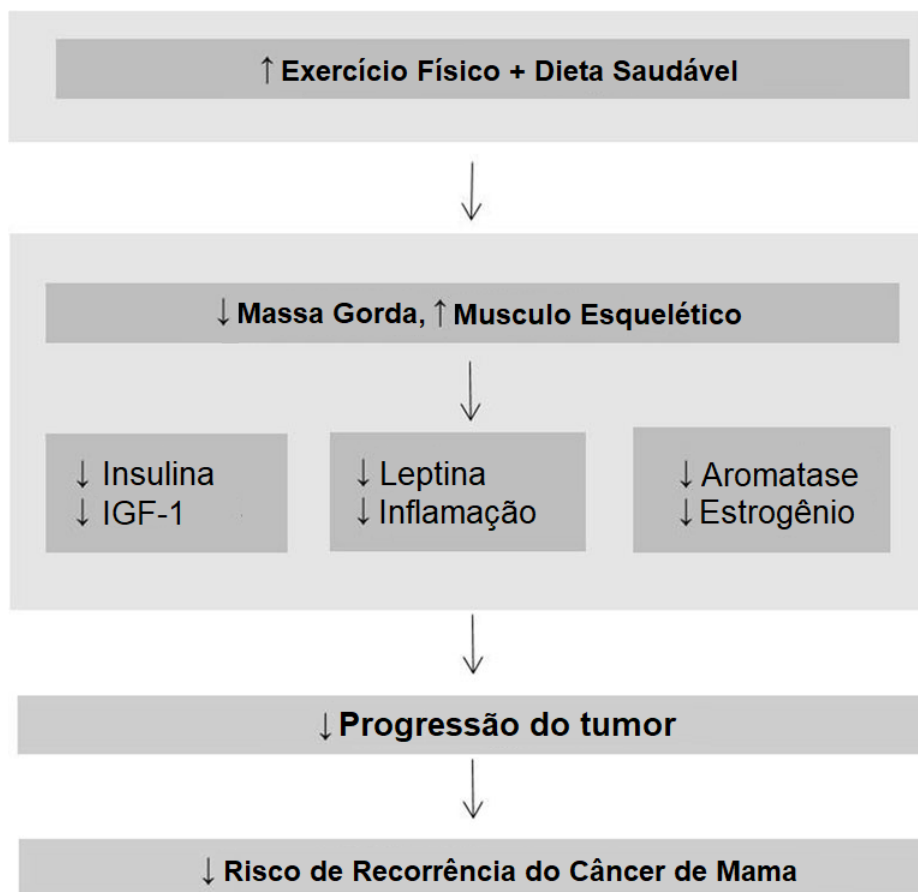 ↑ Exercício Físico + Dieta Saudável
↓ Massa Gorda, ↑ Musculo Esquelético
↓ Insulina
↓ IGF-1
↓ Leptina
↓ Inflamação
↓ Aromatase
↓ Estrogênio
↓ Progressão do tumor
↓ Risco de Recorrência do Câncer de Mama